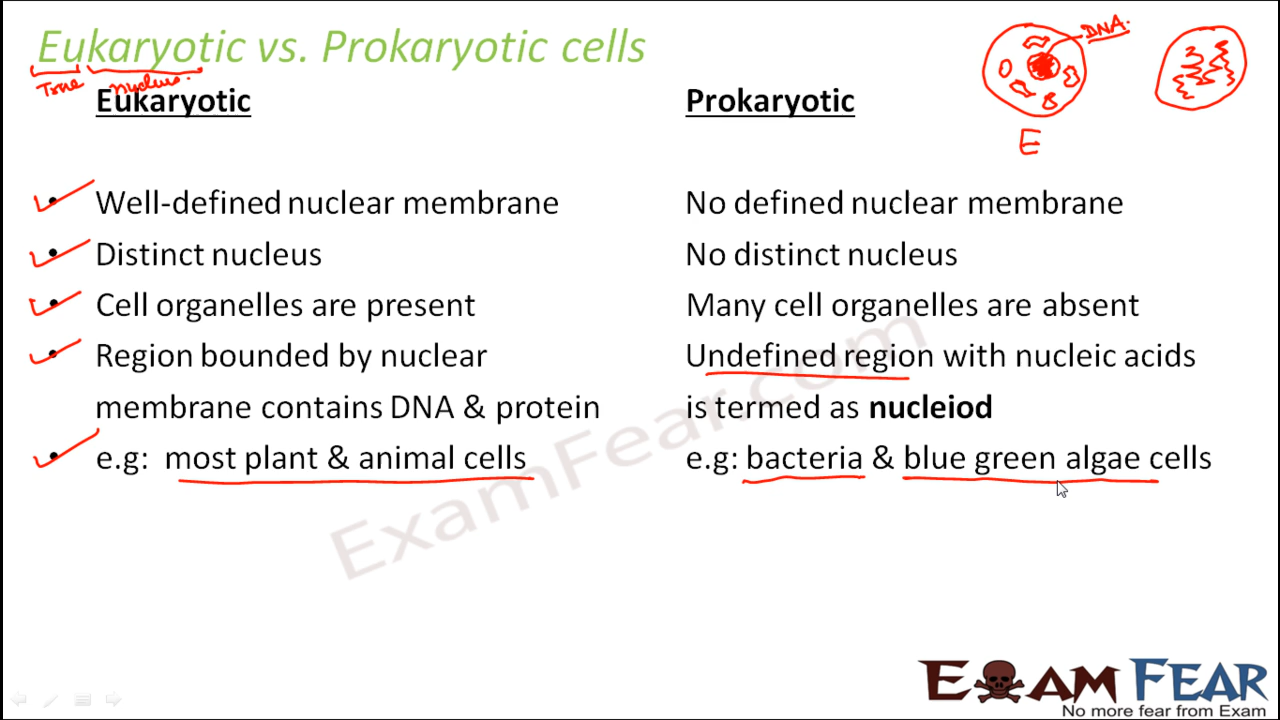 Eukaryotic vs. Prokaryotic cells
True nucleus.
DNA.
E
Eukaryotic
Prokaryotic
• Well-defined nuclear membrane
No defined nuclear membrane
• Distinct nucleus
No distinct nucleus
• Cell organelles are present
Many cell organelles are absent
• Region bounded by nuclear
Undefined region with nucleic acids
membrane contains DNA & protein
is termed as nucleiod
• e.g: most plant & animal cells
e.g: bacteria & blue green algae cells
ExamFear.com
EXAM FEAR
No more fear from Exam